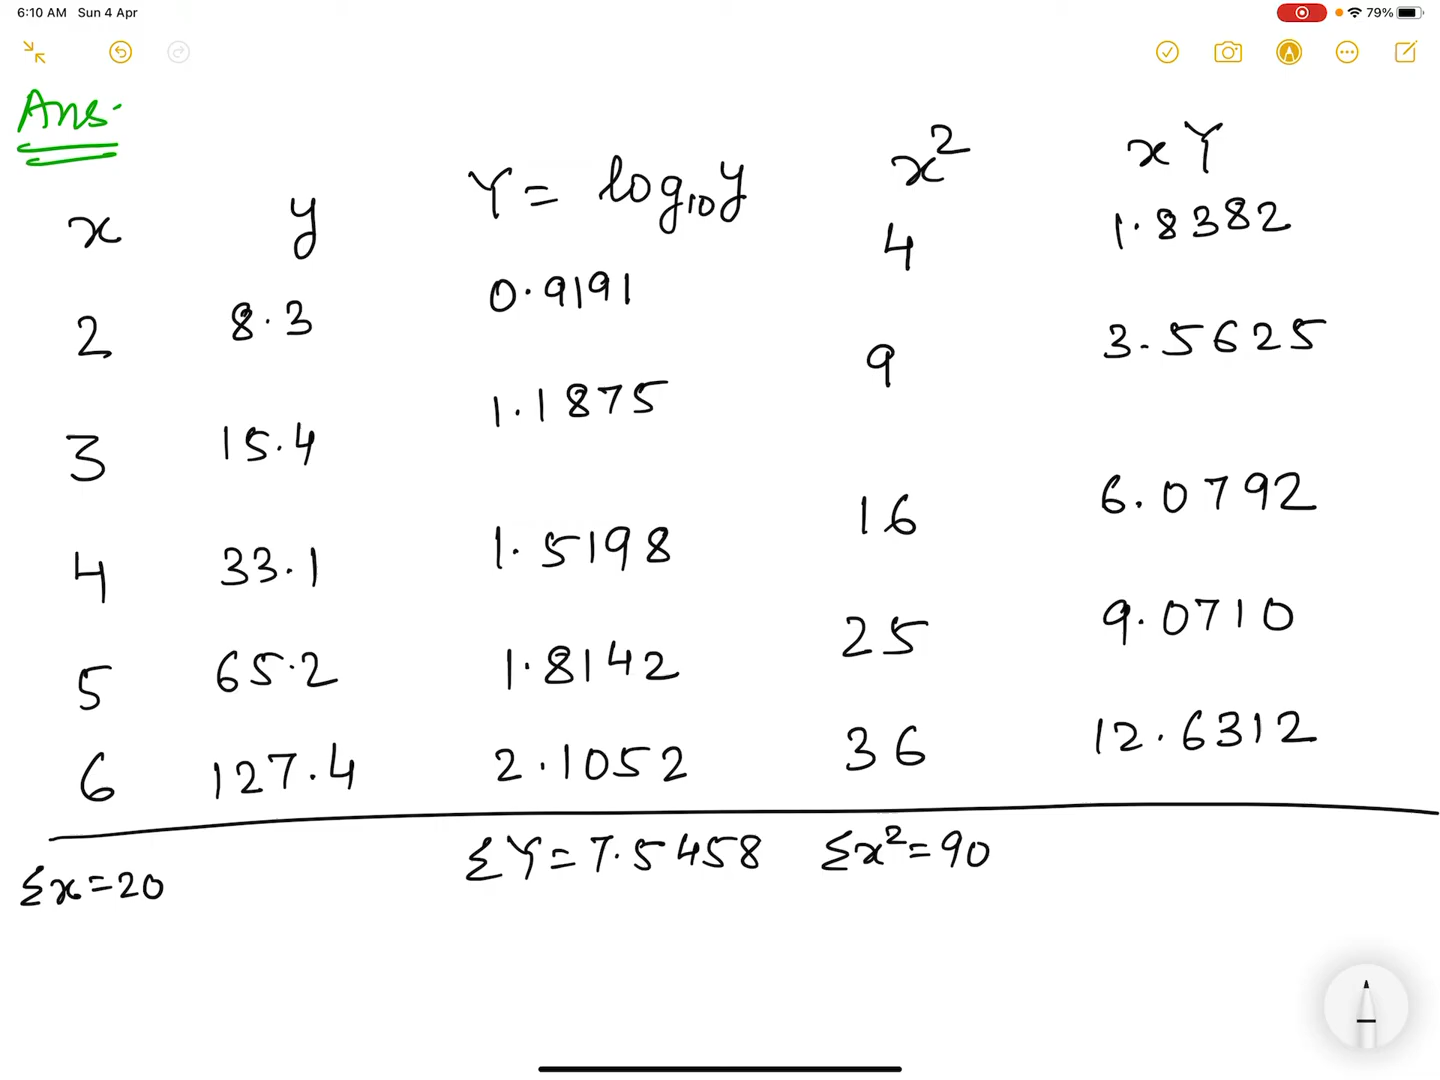 6:10 AM Sun 4 Apr 79%
Ans.
x y Y = log₁₀y x² xY
2 8.3 0.9191 4 1.8382
3 15.4 1.1875 9 3.5625
4 33.1 1.5198 16 6.0792
5 65.2 1.8142 25 9.0710
6 127.4 2.1052 36 12.6312
Σx=20 ΣY=7.5458 Σx²=90